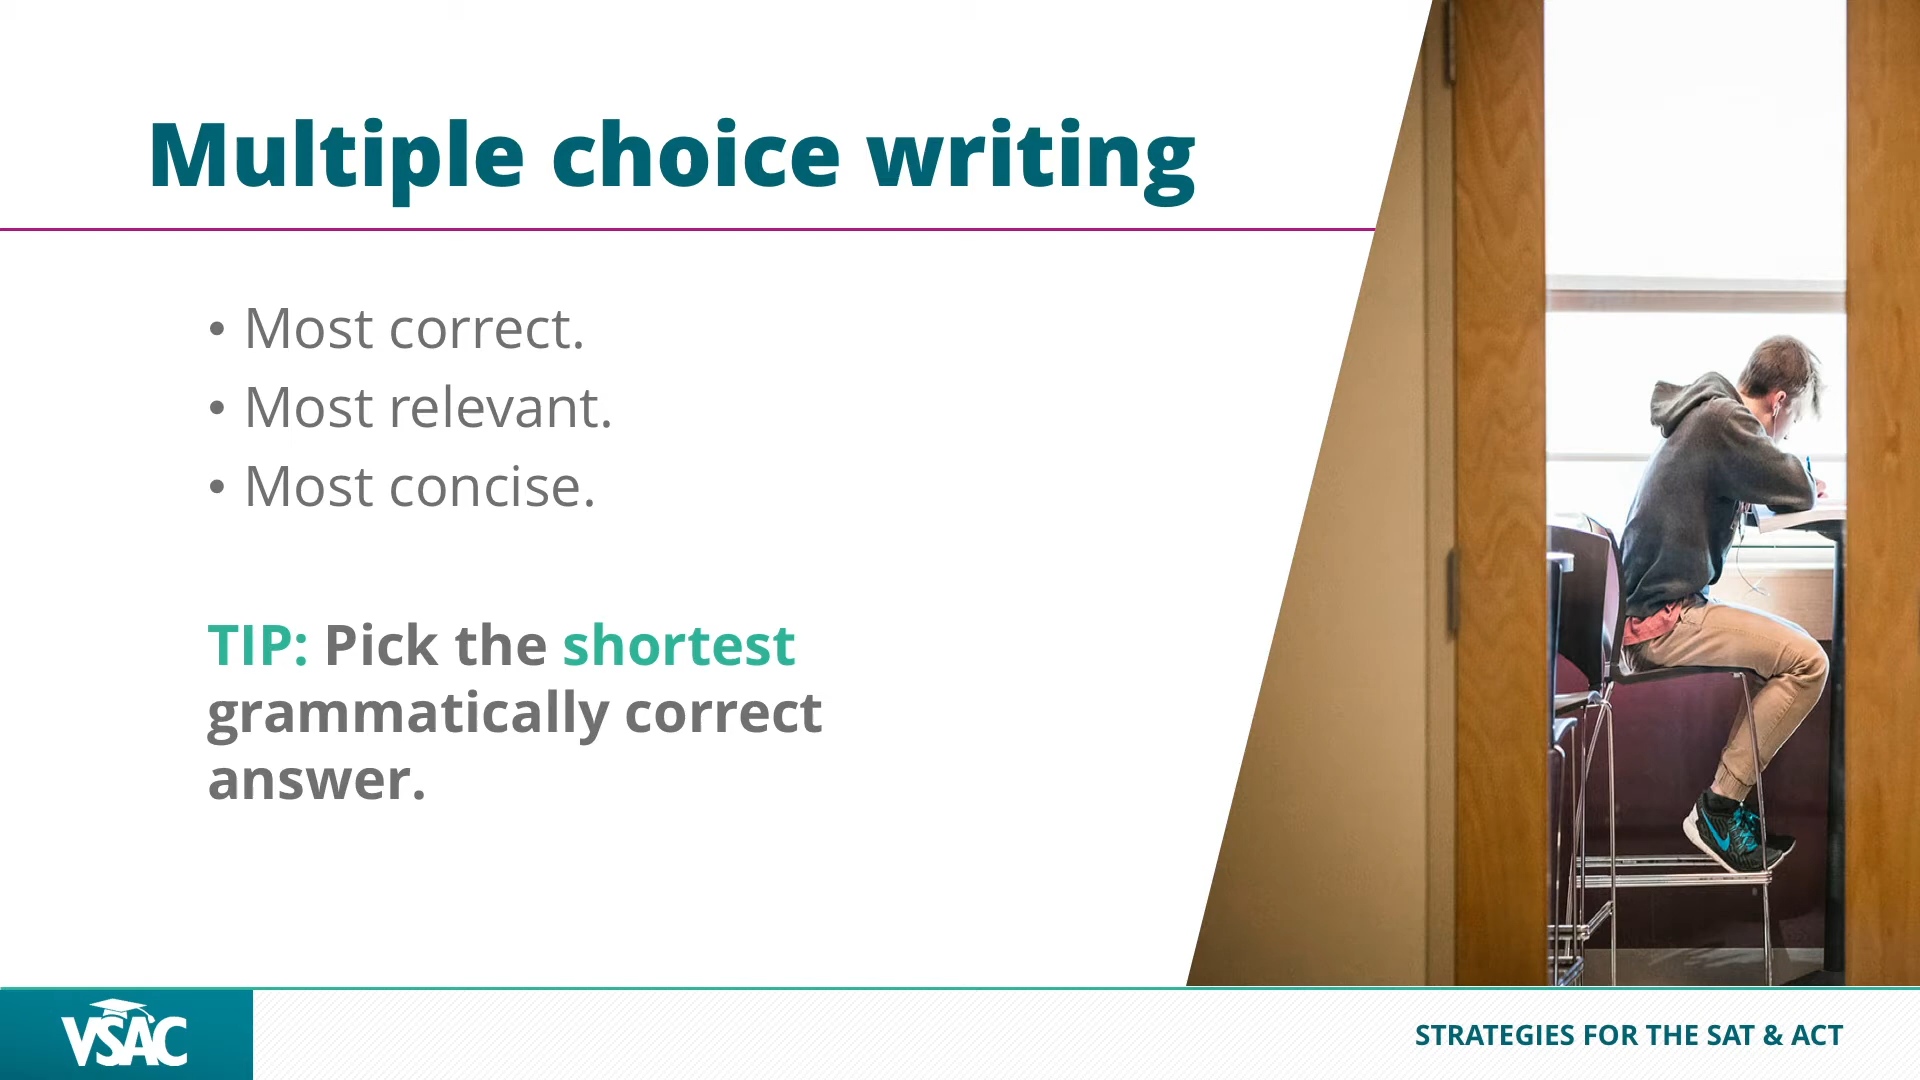 Multiple choice writing
• Most correct.
• Most relevant.
• Most concise.
TIP: Pick the shortest
grammatically correct
answer.
VSAC
STRATEGIES FOR THE SAT & ACT